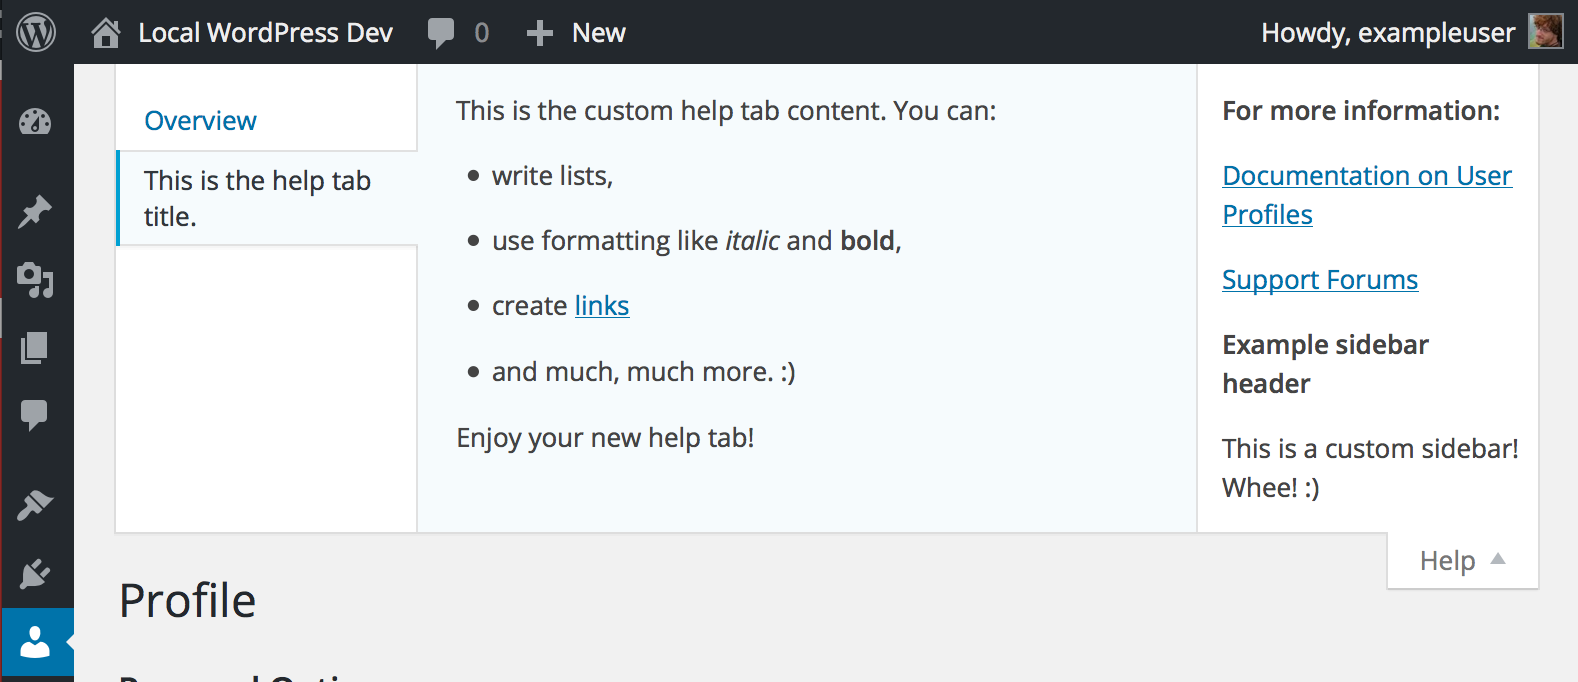 Local WordPress Dev 0 New Howdy, exampleuser
Overview
This is the help tab
title.
This is the custom help tab content. You can:
write lists,
use formatting like italic and bold,
create links
and much, much more. :)
Enjoy your new help tab!
For more information:
Documentation on User
Profiles
Support Forums
Example sidebar
header
This is a custom sidebar!
Whee! :)
Help
Profile